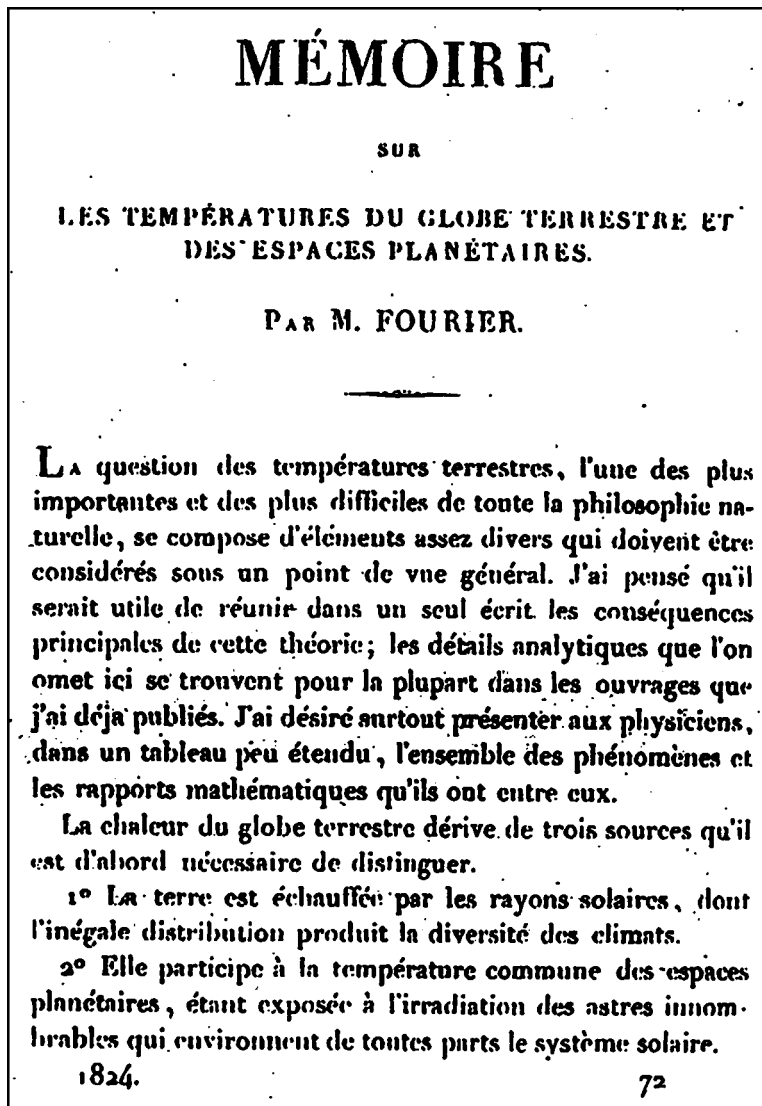 MÉMOIRE
SUR
LES TEMPÉRATURES DU GLOBE TERRESTRE ET
DES ESPACES PLANÉTAIRES.
PAR M. FOURIER.
LA question des températures terrestres, l'une des plus
importantes et des plus difficiles de toute la philosophie na-
turelle, se compose d'éléments assez divers qui doivent être
considérés sous un point de vue général. J'ai pensé qu'il
serait utile de réunir dans un seul écrit les conséquences
principales de cette théorie; les détails analytiques que l'on
omet ici se trouvent pour la plupart dans les ouvrages que
j'ai déja publiés. J'ai désiré surtout présenter aux physiciens,
dans un tableau peu étendu, l'ensemble des phénomènes et
les rapports mathématiques qu'ils ont entre eux.
La chaleur du globe terrestre dérive de trois sources qu'il
est d'abord nécessaire de distinguer.
1° La terre est échauffée par les rayons solaires, dont
l'inégale distribution produit la diversité des climats.
2° Elle participe à la température commune des espaces
planétaires, étant exposée à l'irradiation des astres innom-
brables qui environnent de toutes parts le système solaire.
1824. 72